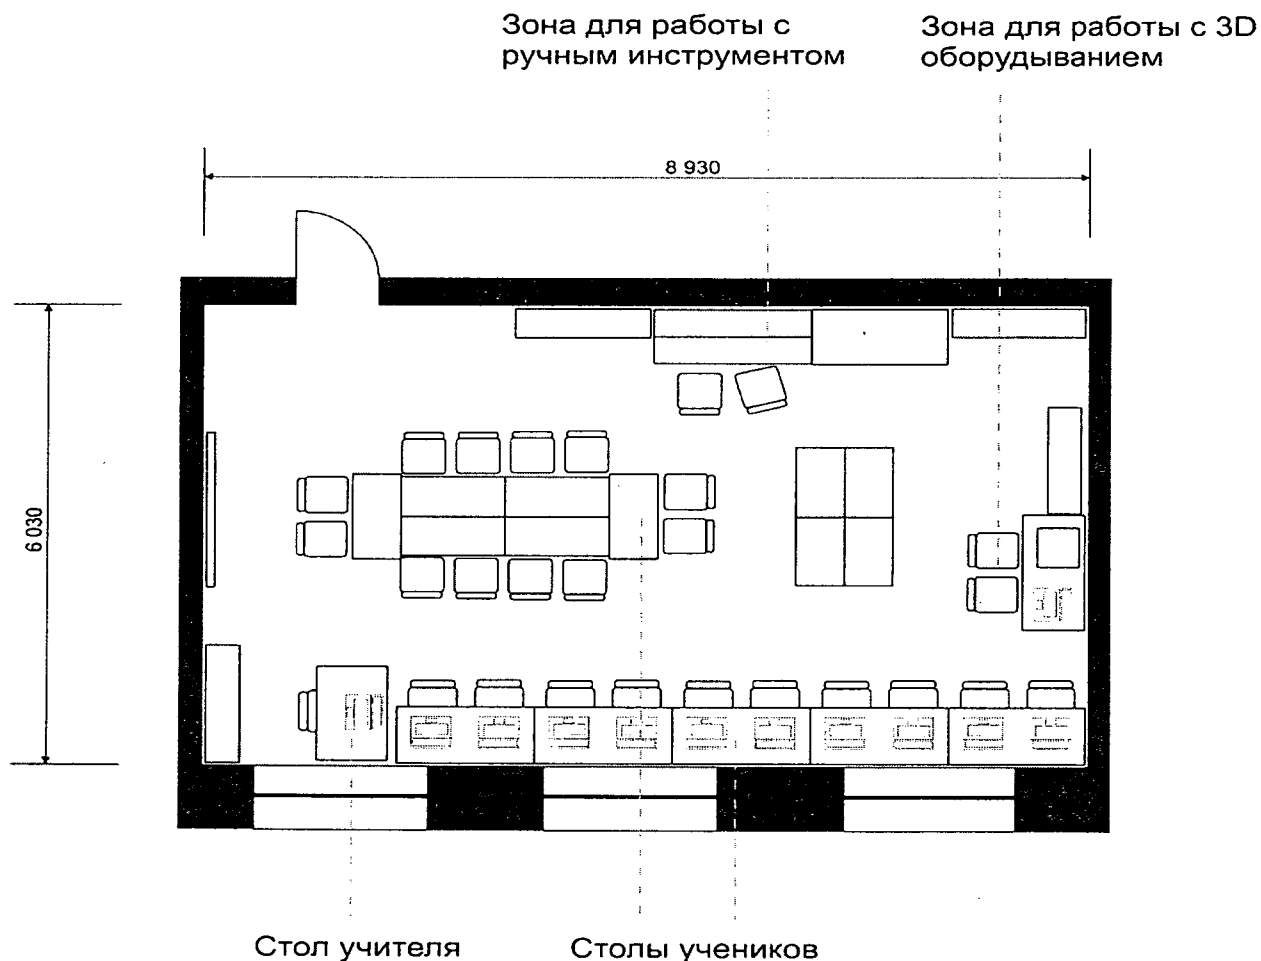 Зона для работы с
ручным инструментом
Зона для работы с 3D
оборудыванием
8 930
6 030
Стол учителя
Столы учеников